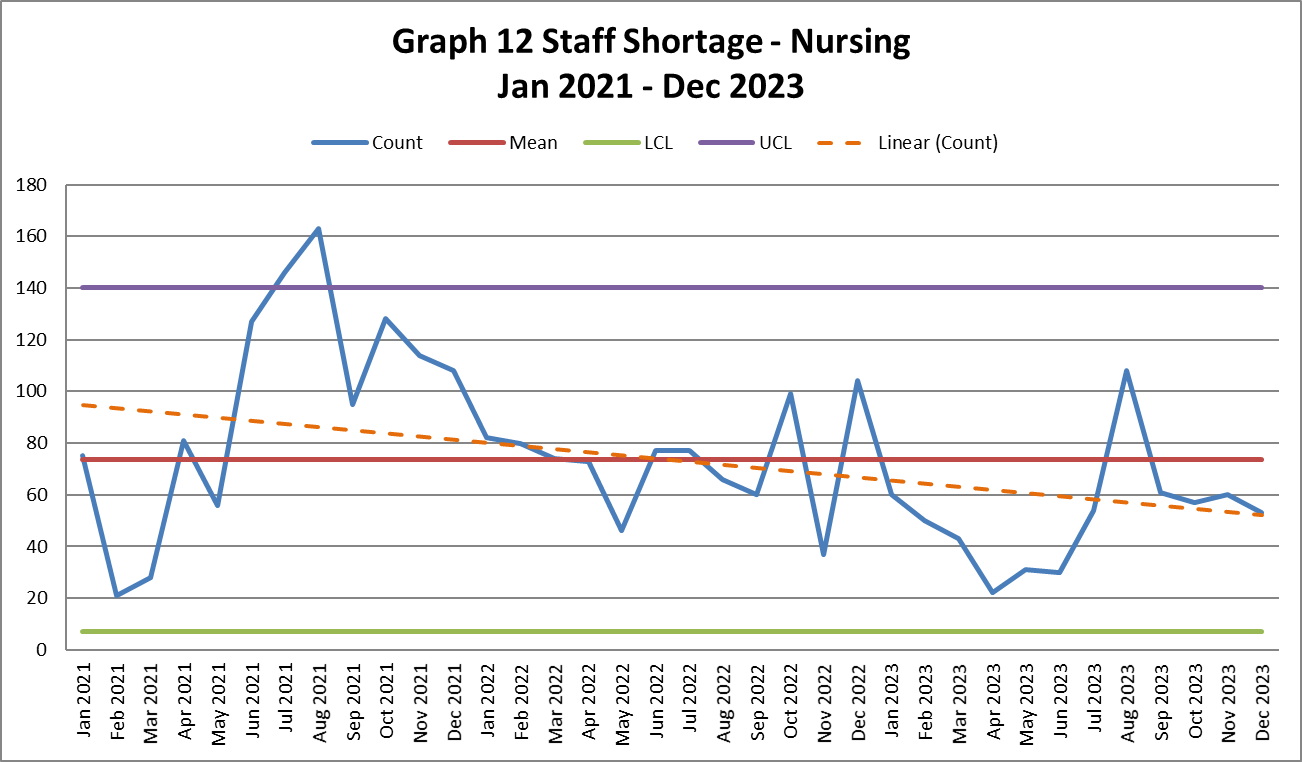 Graph 12 Staff Shortage - Nursing
Jan 2021 - Dec 2023
Count
Mean
LCL
UCL
Linear (Count)
180
160
140
120
100
80
60
40
20
0
Jan 2021
Feb 2021
Mar 2021
Apr 2021
May 2021
Jun 2021
Jul 2021
Aug 2021
Sep 2021
Oct 2021
Nov 2021
Dec 2021
Jan 2022
Feb 2022
Mar 2022
Apr 2022
May 2022
Jun 2022
Jul 2022
Aug 2022
Sep 2022
Oct 2022
Nov 2022
Dec 2022
Jan 2023
Feb 2023
Mar 2023
Apr 2023
May 2023
Jun 2023
Jul 2023
Aug 2023
Sep 2023
Oct 2023
Nov 2023
Dec 2023